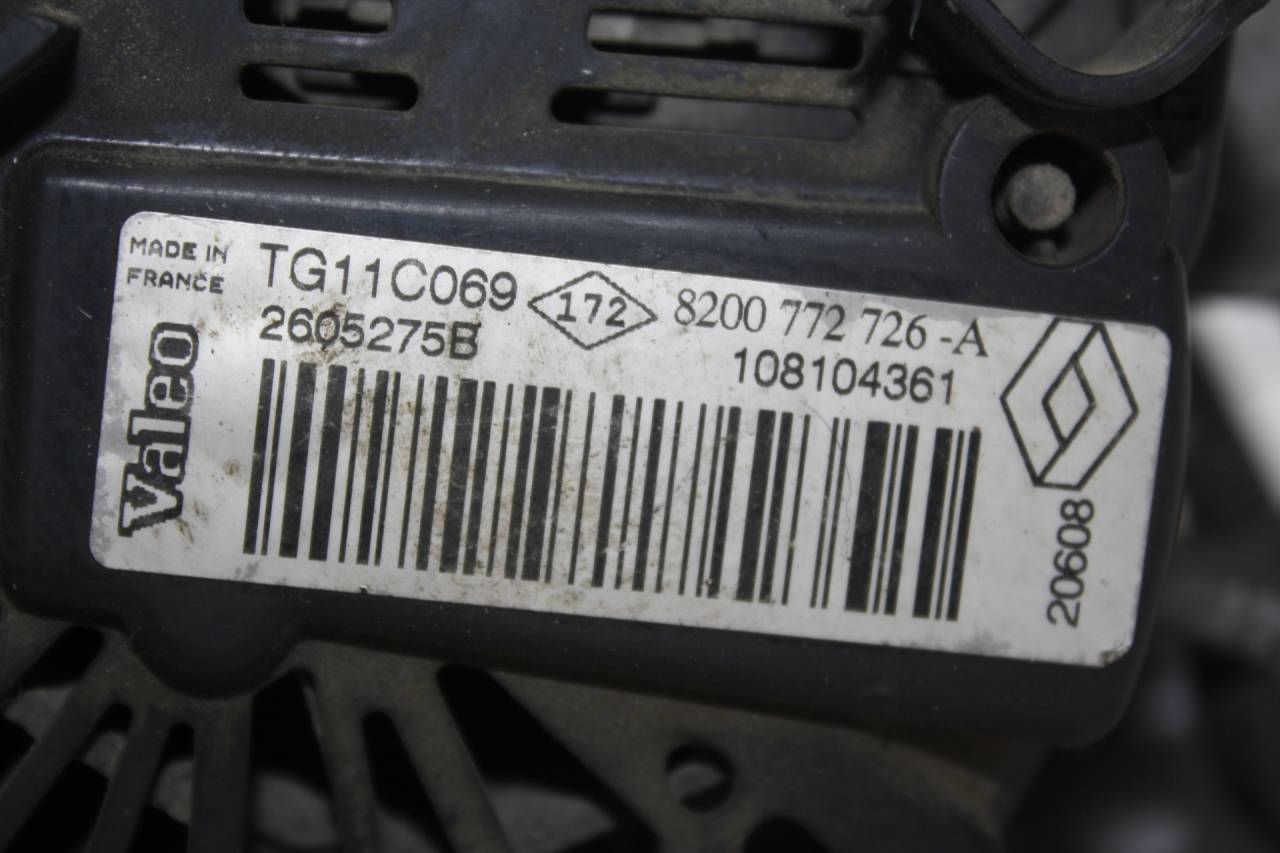 MADE IN
FRANCE
Valeo
TG11C069 172 8200 772 726 -A
2605275B 108104361
20608